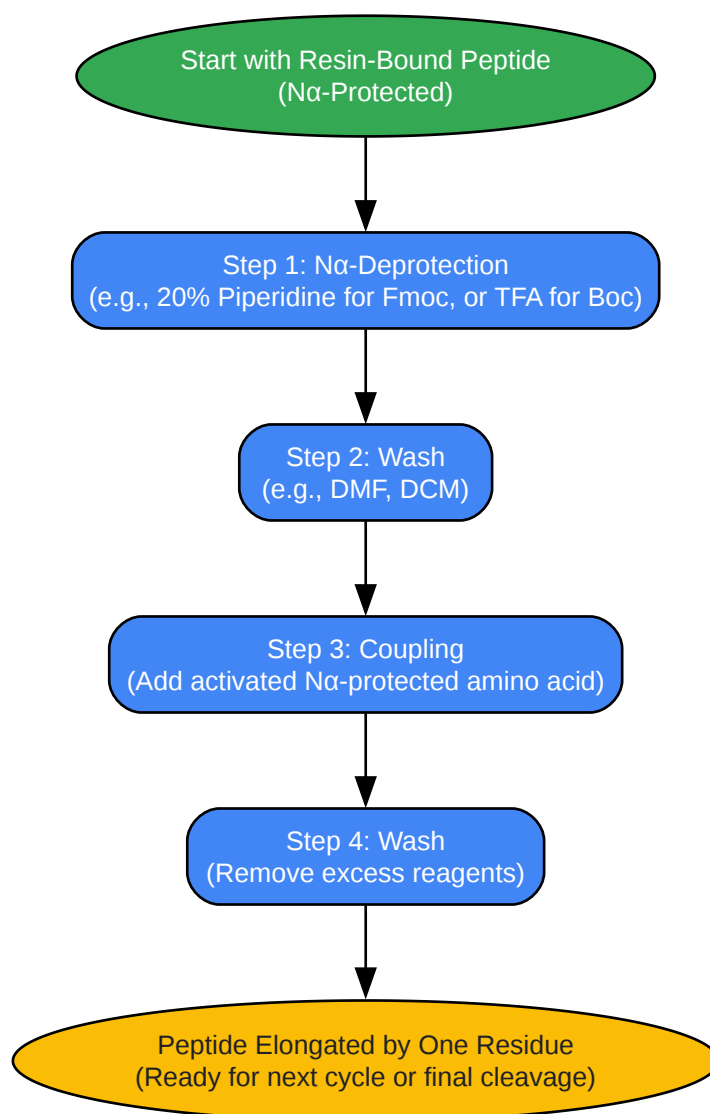 Start with Resin-Bound Peptide
(Nα-Protected)
Step 1: Nα-Deprotection
(e.g., 20% Piperidine for Fmoc, or TFA for Boc)
Step 2: Wash
(e.g., DMF, DCM)
Step 3: Coupling
(Add activated Nα-protected amino acid)
Step 4: Wash
(Remove excess reagents)
Peptide Elongated by One Residue
(Ready for next cycle or final cleavage)